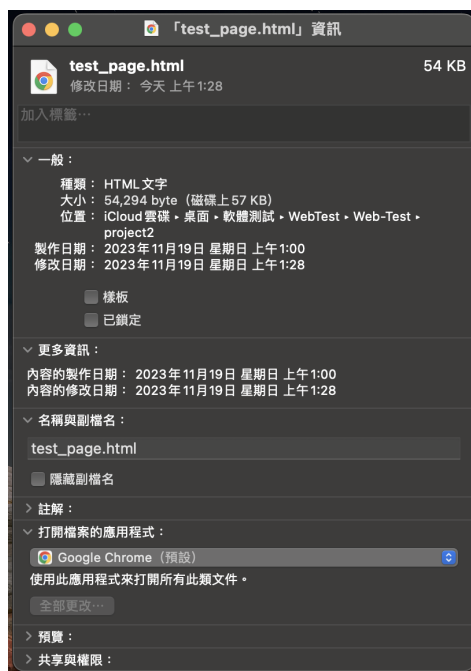 「test_page.html」資訊
test_page.html 54 KB
修改日期： 今天 上午1:28
加入標籤…
一般：
種類： HTML文字
大小： 54,294 byte（磁碟上57 KB）
位置： iCloud雲碟 ▸ 桌面 ▸ 軟體測試 ▸ WebTest ▸ Web-Test ▸
project2
製作日期： 2023年11月19日 星期日 上午1:00
修改日期： 2023年11月19日 星期日 上午1:28
樣板
已鎖定
更多資訊：
內容的製作日期： 2023年11月19日 星期日 上午1:00
內容的修改日期： 2023年11月19日 星期日 上午1:28
名稱與副檔名：
test_page.html
隱藏副檔名
註解：
打開檔案的應用程式：
Google Chrome（預設）
使用此應用程式來打開所有此類文件。
全部更改…
預覽：
共享與權限：